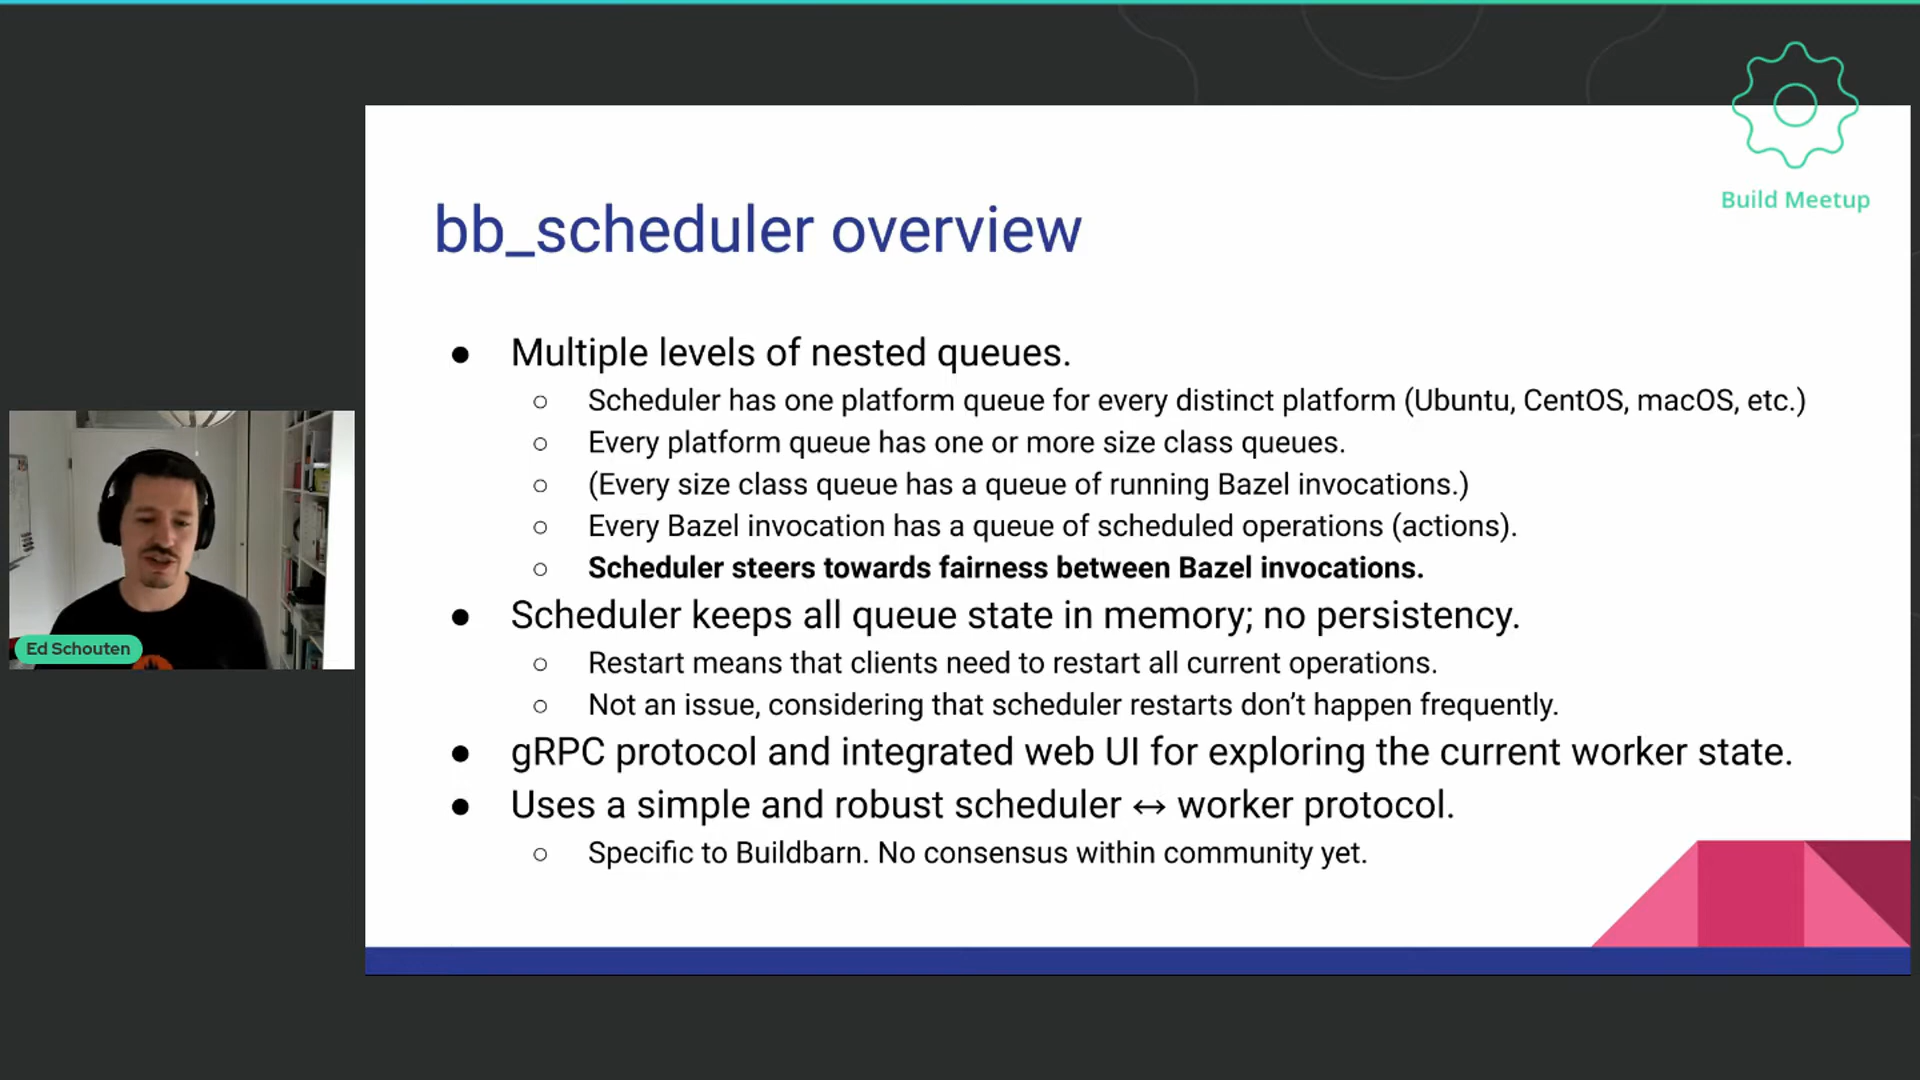 Build Meetup
bb_scheduler overview
● Multiple levels of nested queues.
○ Scheduler has one platform queue for every distinct platform (Ubuntu, CentOS, macOS, etc.)
○ Every platform queue has one or more size class queues.
○ (Every size class queue has a queue of running Bazel invocations.)
○ Every Bazel invocation has a queue of scheduled operations (actions).
○ Scheduler steers towards fairness between Bazel invocations.
● Scheduler keeps all queue state in memory; no persistency.
○ Restart means that clients need to restart all current operations.
○ Not an issue, considering that scheduler restarts don’t happen frequently.
● gRPC protocol and integrated web UI for exploring the current worker state.
● Uses a simple and robust scheduler ↔ worker protocol.
○ Specific to Buildbarn. No consensus within community yet.
Ed Schouten